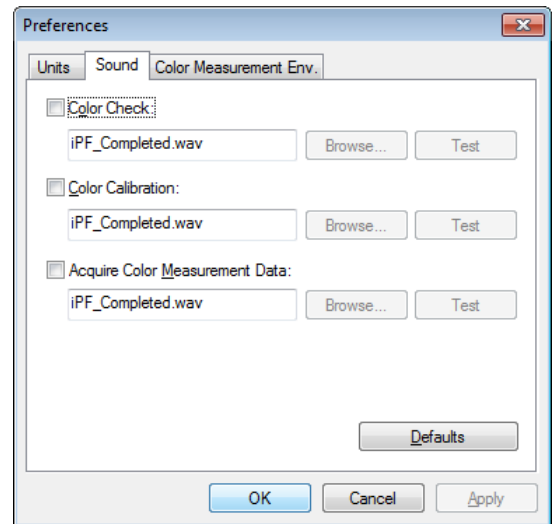 Preferences
Units Sound Color Measurement Env.
Color Check:
iPF_Completed.wav Browse... Test
Color Calibration:
iPF_Completed.wav Browse... Test
Acquire Color Measurement Data:
iPF_Completed.wav Browse... Test
Defaults
OK Cancel Apply